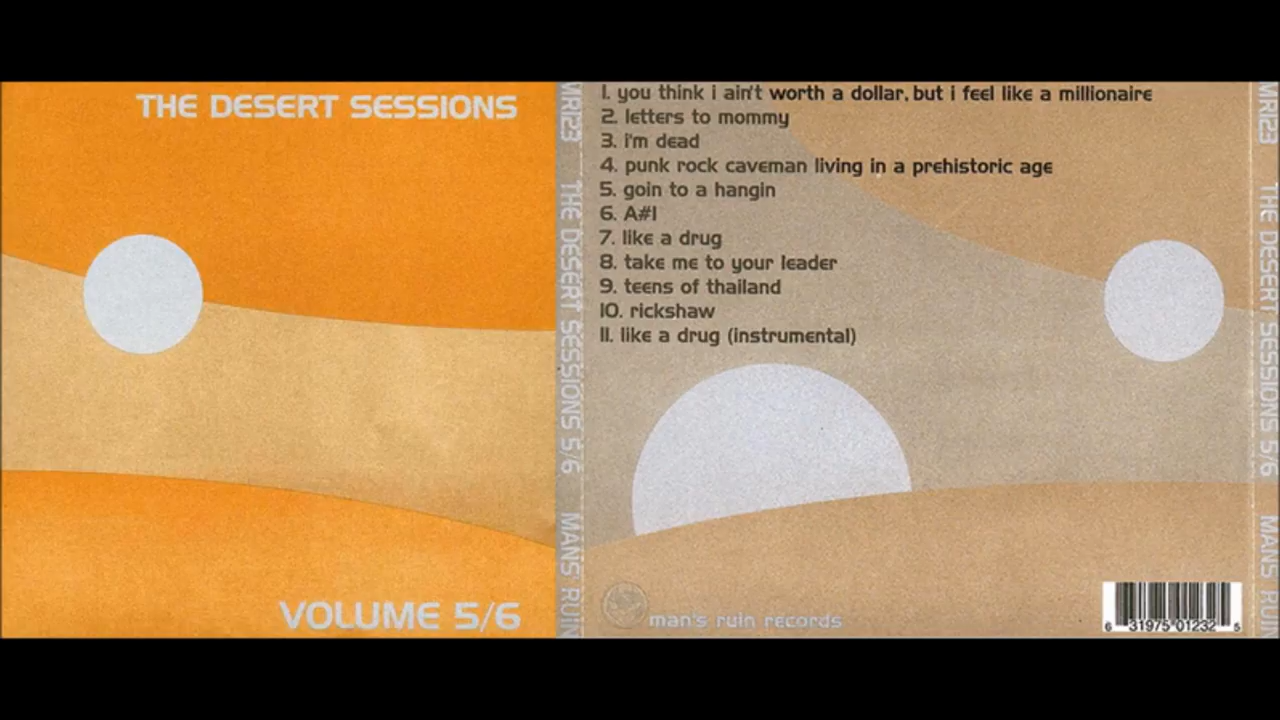 THE DESERT SESSIONS
VOLUME 5/6
MR123 THE DESERT SESSIONS 5/6 MANS' RUIN
1. you think i ain't worth a dollar, but i feel like a millionaire
2. letters to mommy
3. i'm dead
4. punk rock caveman living in a prehistoric age
5. goin to a hangin
6. A#1
7. like a drug
8. take me to your leader
9. teens of thailand
10. rickshaw
11. like a drug (instrumental)
man's ruin records
6 31975 01232 5
MR123 THE DESERT SESSIONS 5/6 MANS RUIN